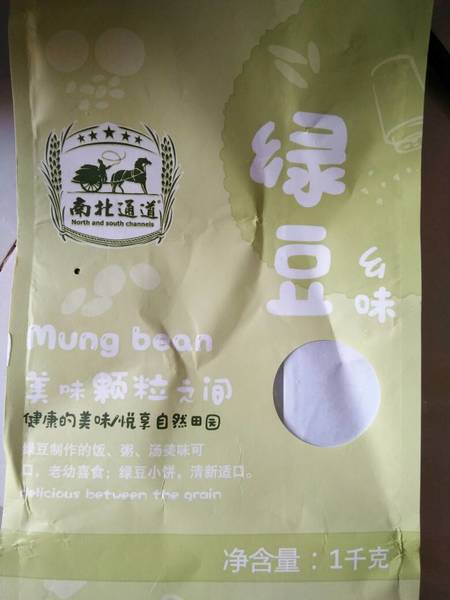 南北通道®
North and south channels
绿豆
乡味
Mung bean
美味颗粒之间
健康的美味/悦享自然田园
绿豆制作的饭、粥、汤美味可
口，老幼喜食；绿豆小饼，清新适口。
delicious between the grain
净含量：1千克